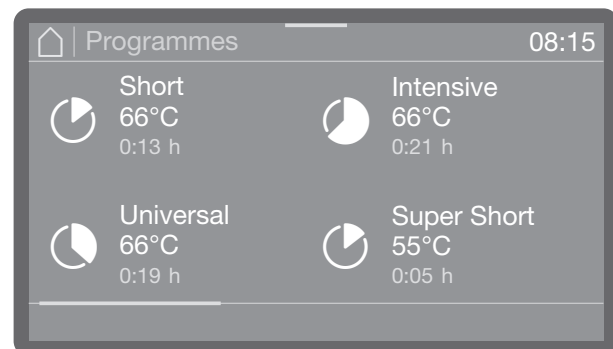 Programmes
08:15
Short
66°C
0:13 h
Intensive
66°C
0:21 h
Universal
66°C
0:19 h
Super Short
55°C
0:05 h